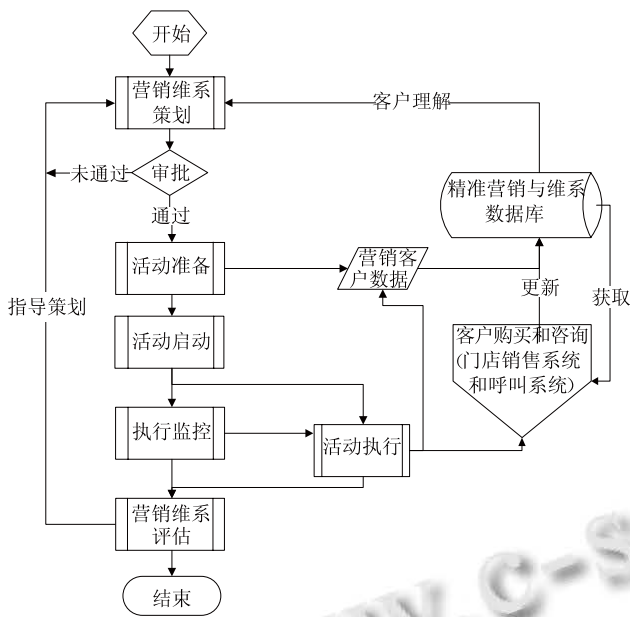 开始
营销维系
策划
客户理解
未通过
审批
通过
精准营销与维系
数据库
活动准备
营销客
户数据
更新
获取
指导策划
活动启动
客户购买和咨询
(门店销售系统
和呼叫系统)
执行监控
活动执行
营销维系
评估
结束